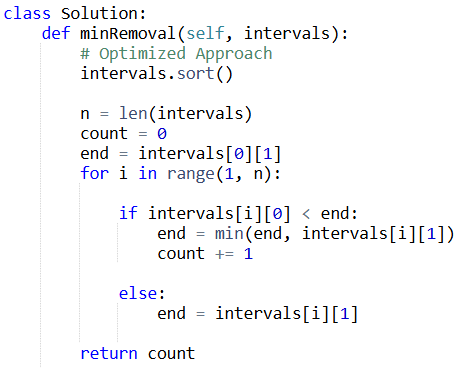 class Solution:
    def minRemoval(self, intervals):
        # Optimized Approach
        intervals.sort()

        n = len(intervals)
        count = 0
        end = intervals[0][1]
        for i in range(1, n):

            if intervals[i][0] < end:
                end = min(end, intervals[i][1])
                count += 1

            else:
                end = intervals[i][1]

        return count